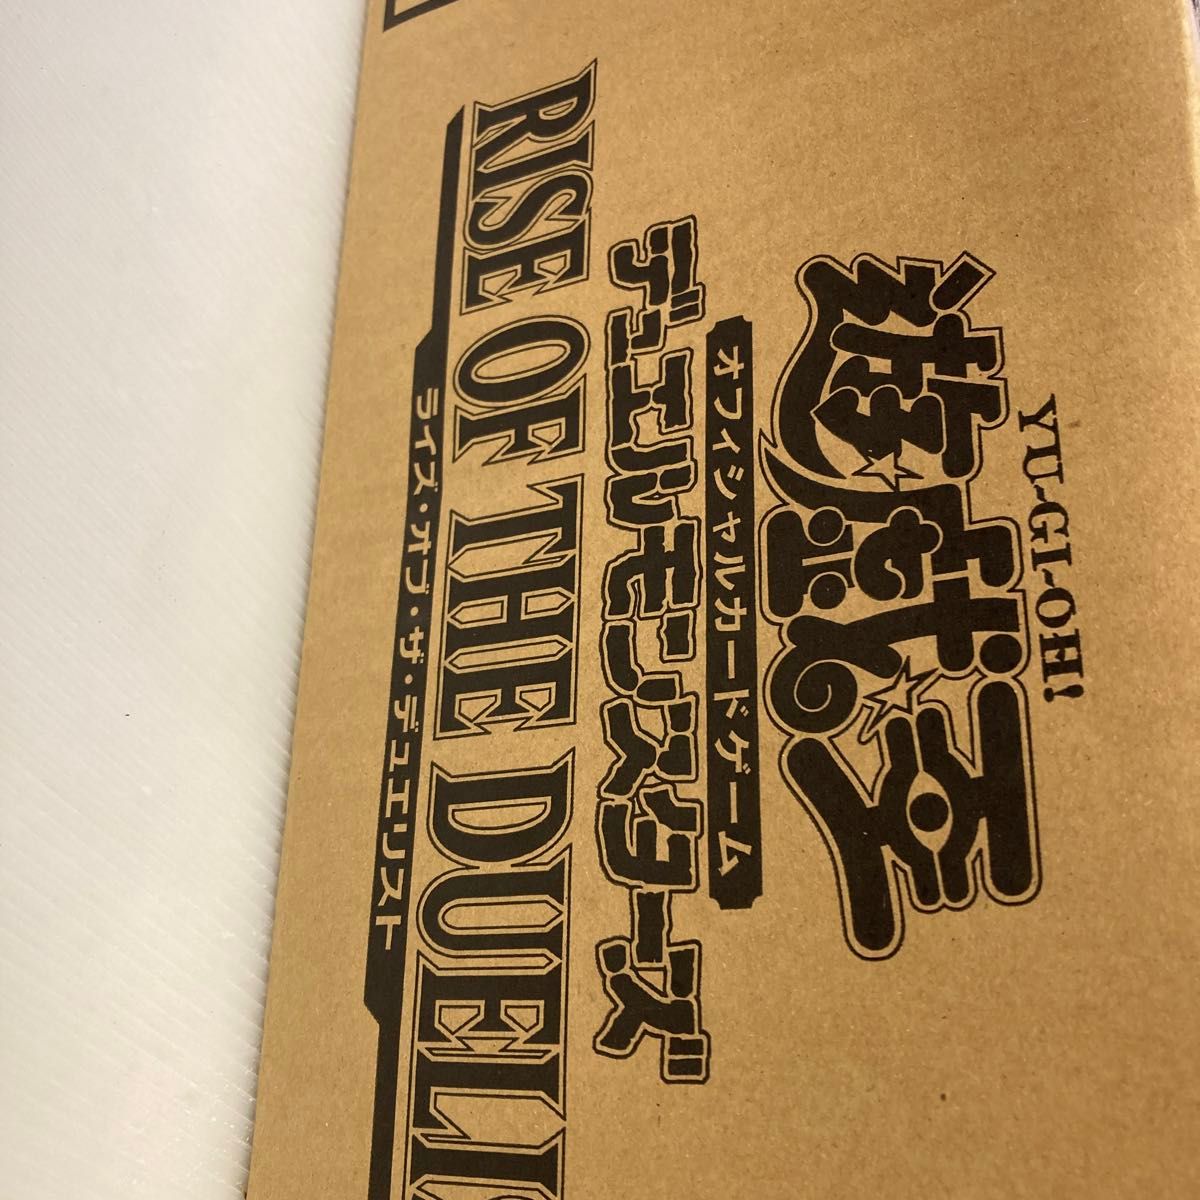 YU-GI-OH!
遊戯王
オフィシャルカードゲーム
デュエルモンスターズ
RISE OF THE DUELI
ライズ・オブ・ザ・デュエリスト